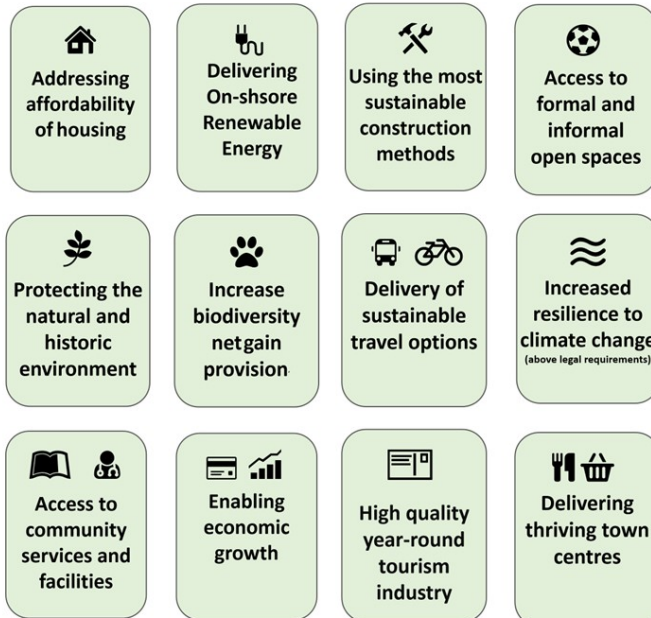 Addressing
affordability
of housing
Delivering
On-shsore
Renewable
Energy
Using the most
sustainable
construction
methods
Access to
formal and
informal
open spaces
Protecting the
natural and
historic
environment
Increase
biodiversity
net gain
provision.
Delivery of
sustainable
travel options
Increased
resilience to
climate change
(above legal requirements)
Access to
community
services and
facilities
Enabling
economic
growth
High quality
year-round
tourism
industry
Delivering
thriving town
centres